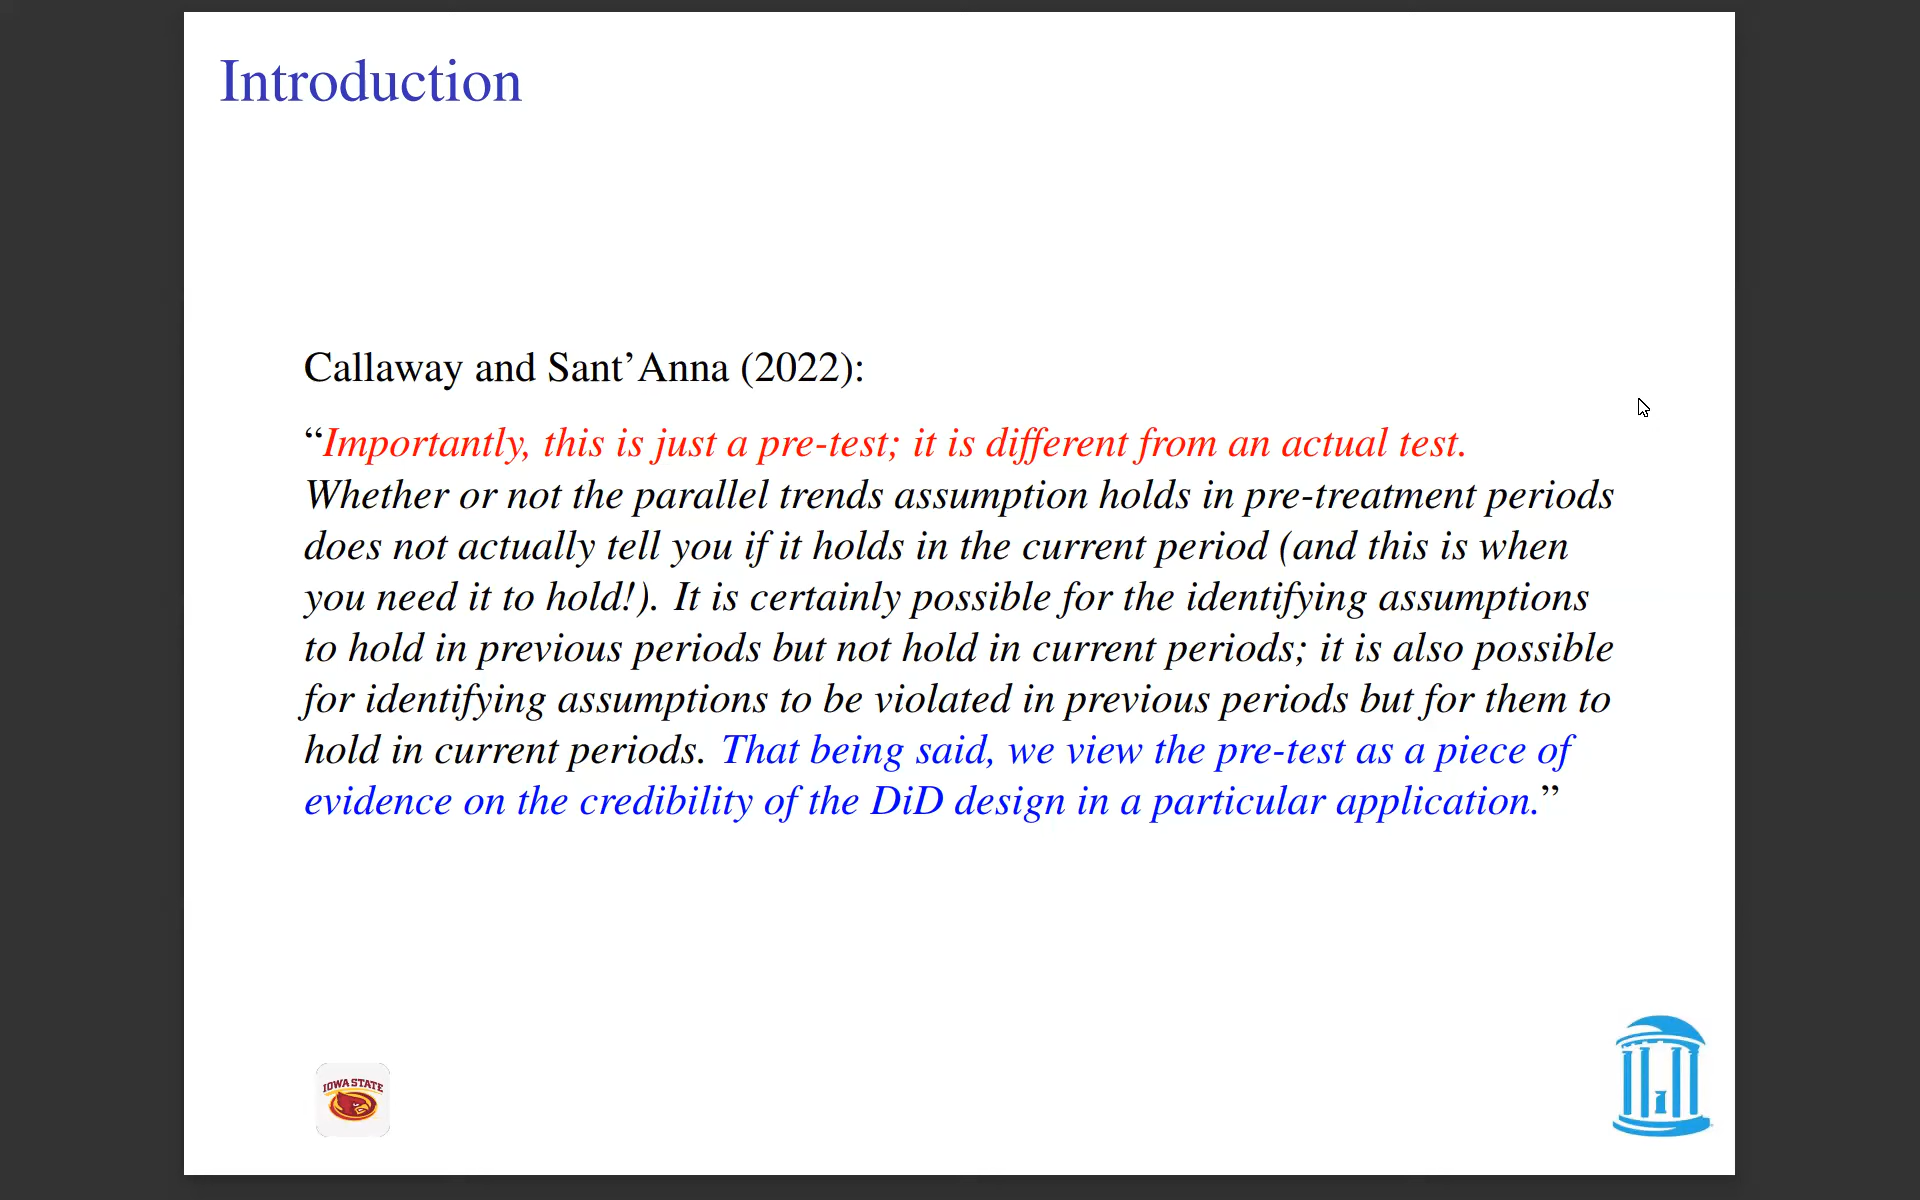 Introduction
Callaway and Sant’Anna (2022):
“Importantly, this is just a pre-test; it is different from an actual test.
Whether or not the parallel trends assumption holds in pre-treatment periods
does not actually tell you if it holds in the current period (and this is when
you need it to hold!). It is certainly possible for the identifying assumptions
to hold in previous periods but not hold in current periods; it is also possible
for identifying assumptions to be violated in previous periods but for them to
hold in current periods. That being said, we view the pre-test as a piece of
evidence on the credibility of the DiD design in a particular application.”
IOWA STATE